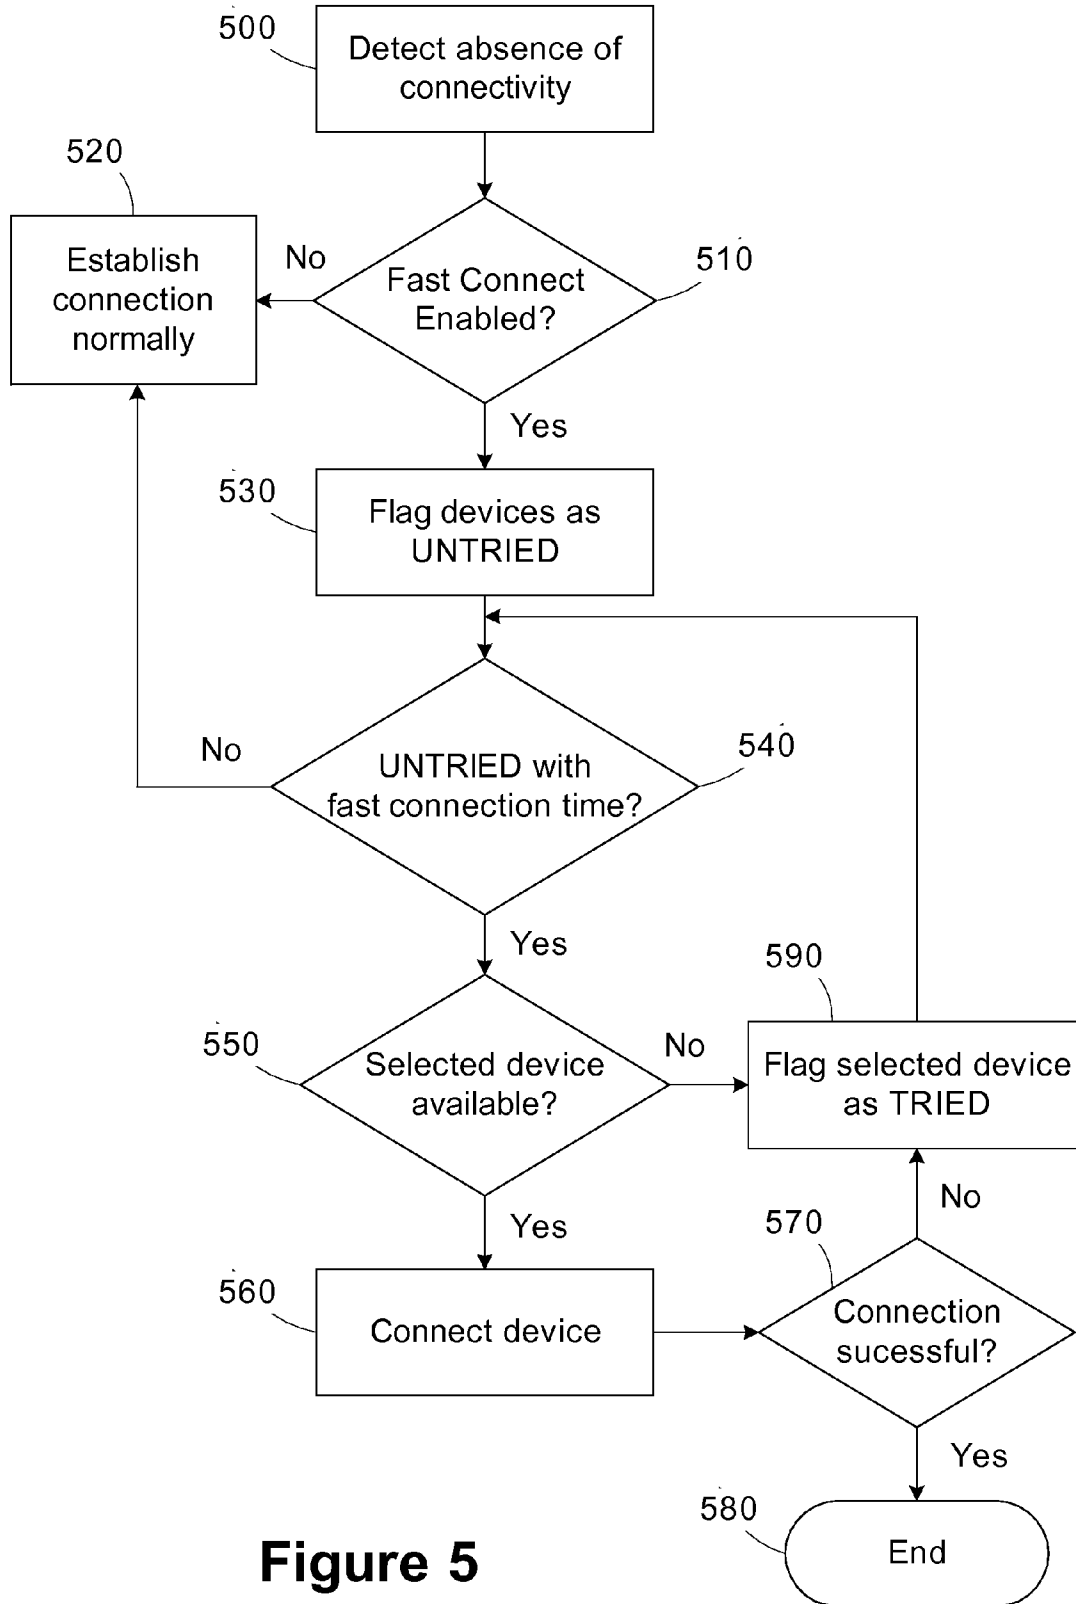 500
Detect absence of
connectivity
520
Establish
connection
normally
No
Fast Connect
Enabled?
510
Yes
530
Flag devices as
UNTRIED
No
UNTRIED with
fast connection time?
540
Yes
590
550
Selected device
available?
No
Flag selected device
as TRIED
Yes
No
570
560
Connect device
Connection
sucessful?
Yes
580
End
Figure 5